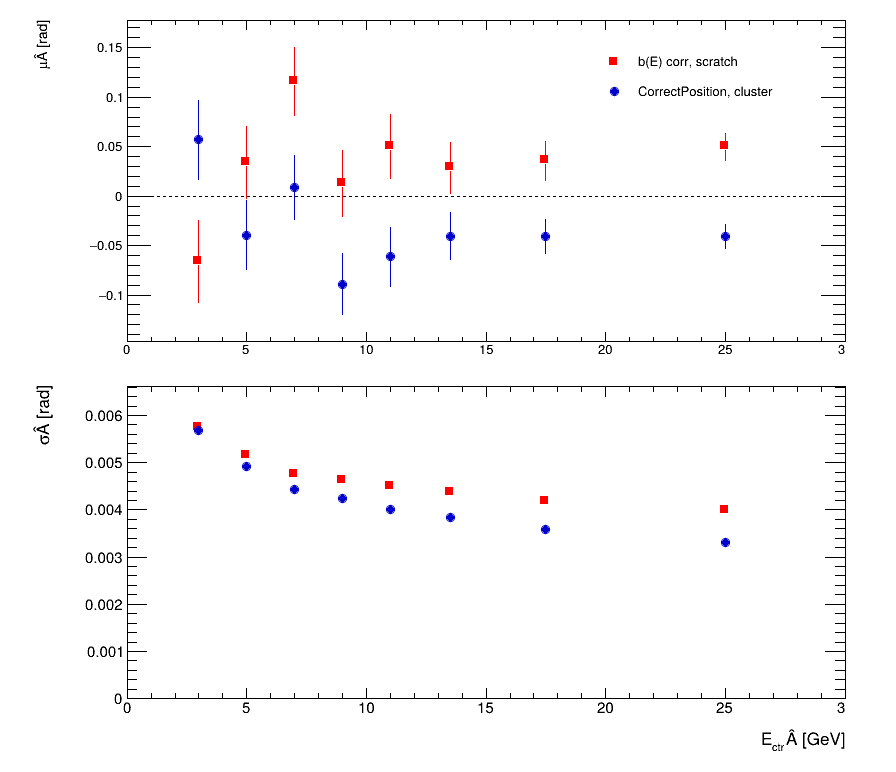 μÂ [rad]
0.15
0.1
0.05
0
−0.05
−0.1
b(E) corr, scratch
CorrectPosition, cluster
0 5 10 15 20 25 3
σÂ [rad]
0.006
0.005
0.004
0.003
0.002
0.001
0
0 5 10 15 20 25 3
EctrÂ [GeV]